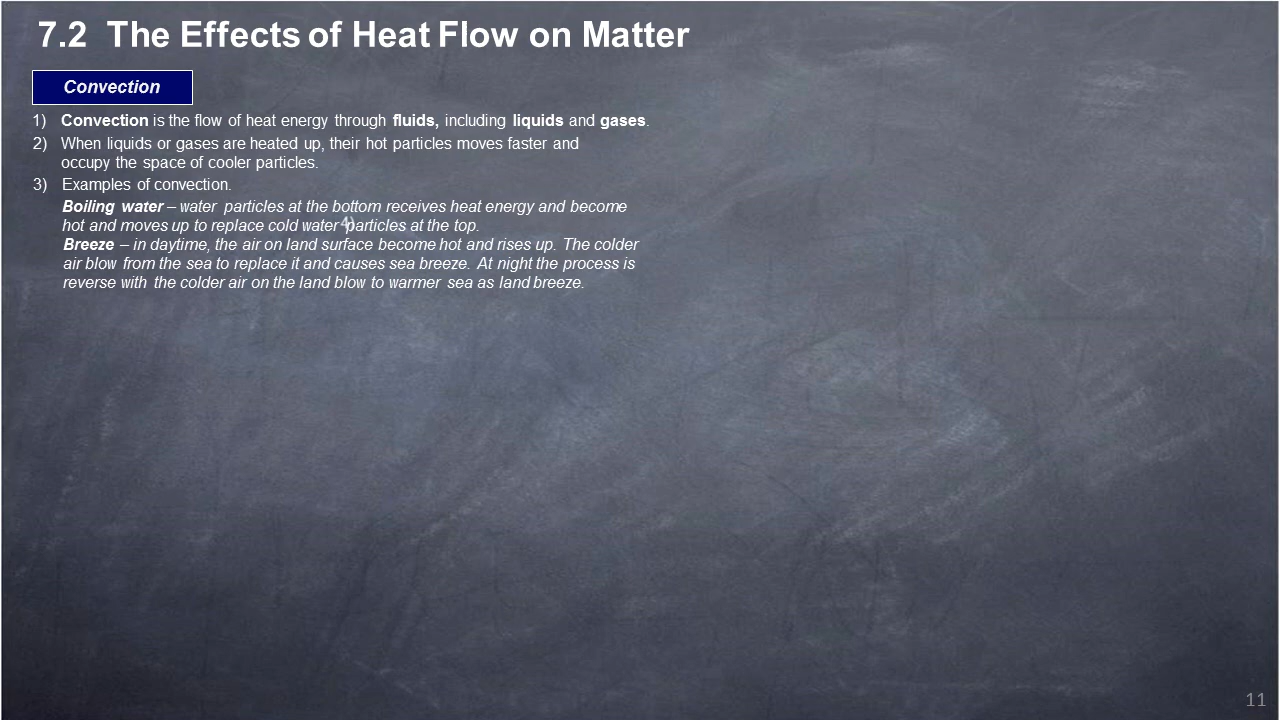 7.2 The Effects of Heat Flow on Matter
Convection
1) Convection is the flow of heat energy through fluids, including liquids and gases.
2) When liquids or gases are heated up, their hot particles moves faster and
occupy the space of cooler particles.
3) Examples of convection.
Boiling water – water particles at the bottom receives heat energy and become
hot and moves up to replace cold water particles at the top.
4)
Breeze – in daytime, the air on land surface become hot and rises up. The colder
air blow from the sea to replace it and causes sea breeze. At night the process is
reverse with the colder air on the land blow to warmer sea as land breeze.
11